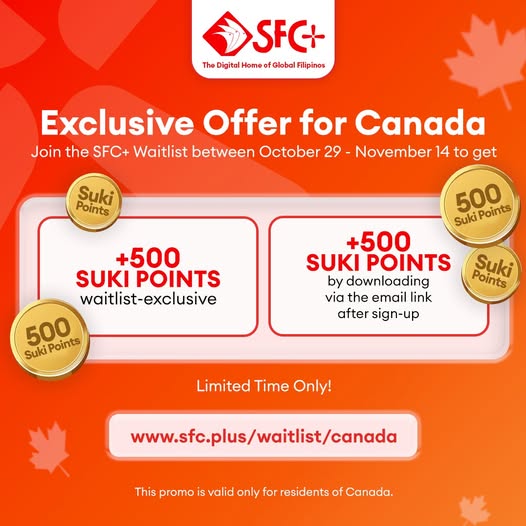 SFC+
The Digital Home of Global Filipinos
Exclusive Offer for Canada
Join the SFC+ Waitlist between October 29 - November 14 to get
Suki
Points
500
Suki Points
+500
SUKI POINTS
waitlist-exclusive
+500
SUKI POINTS
by downloading
via the email link
after sign-up
Suki
Points
500
Suki Points
Limited Time Only!
www.sfc.plus/waitlist/canada
This promo is valid only for residents of Canada.